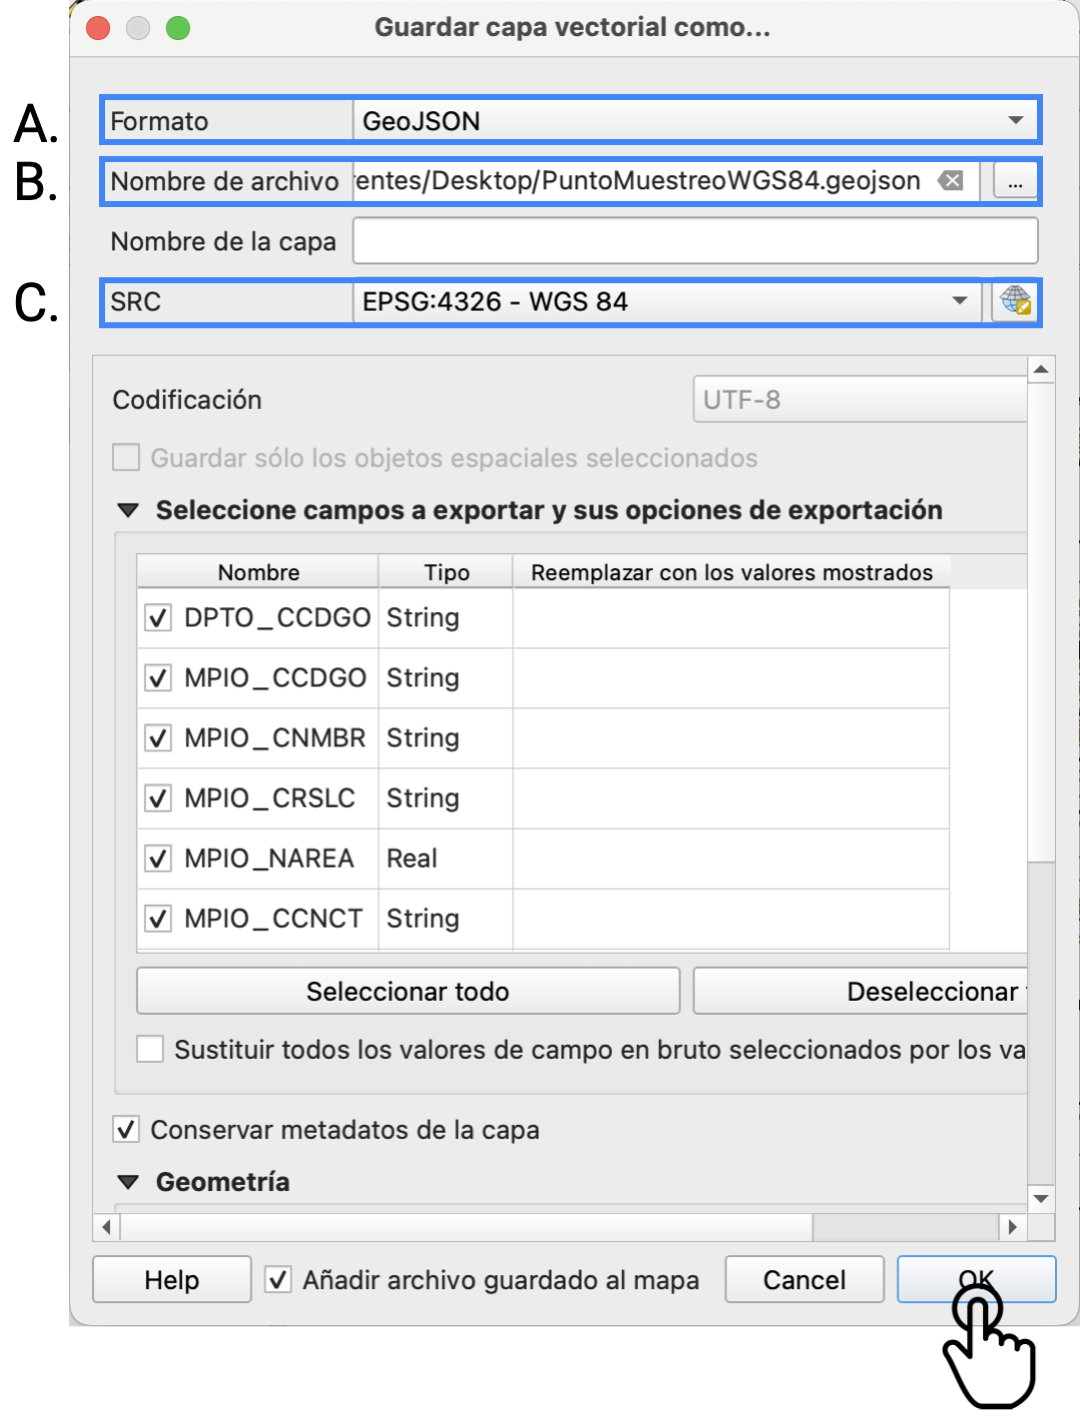 Guardar capa vectorial como...
A. Formato GeoJSON
B. Nombre de archivo entes/Desktop/PuntoMuestreoWGS84.geojson ...
Nombre de la capa
C. SRC EPSG:4326 - WGS 84
Codificación UTF-8
Guardar sólo los objetos espaciales seleccionados
Seleccione campos a exportar y sus opciones de exportación
Nombre Tipo Reemplazar con los valores mostrados
DPTO_CCDGO String
MPIO_CCDGO String
MPIO_CNMBR String
MPIO_CRSLC String
MPIO_NAREA Real
MPIO_CCNCT String
Seleccionar todo Deseleccionar
Sustituir todos los valores de campo en bruto seleccionados por los va
Conservar metadatos de la capa
Geometría
Help Añadir archivo guardado al mapa Cancel OK